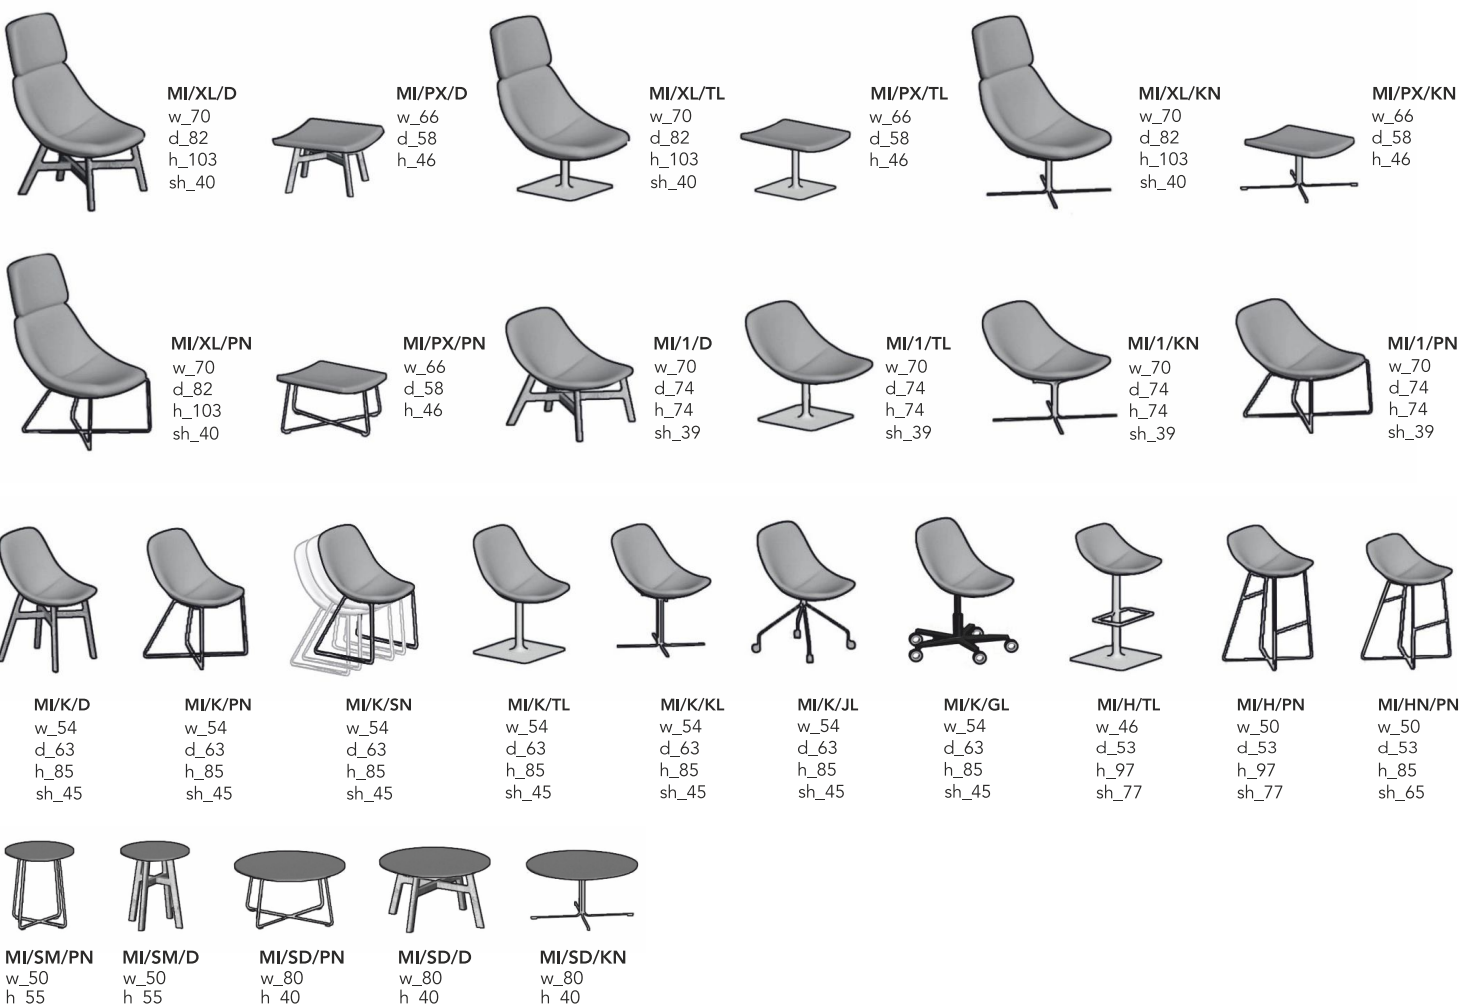 MI/XL/D
w_70
d_82
h_103
sh_40
MI/PX/D
w_66
d_58
h_46
MI/XL/TL
w_70
d_82
h_103
sh_40
MI/PX/TL
w_66
d_58
h_46
MI/XL/KN
w_70
d_82
h_103
sh_40
MI/PX/KN
w_66
d_58
h_46
MI/XL/PN
w_70
d_82
h_103
sh_40
MI/PX/PN
w_66
d_58
h_46
MI/1/D
w_70
d_74
h_74
sh_39
MI/1/TL
w_70
d_74
h_74
sh_39
MI/1/KN
w_70
d_74
h_74
sh_39
MI/1/PN
w_70
d_74
h_74
sh_39
MI/K/D
w_54
d_63
h_85
sh_45
MI/K/PN
w_54
d_63
h_85
sh_45
MI/K/SN
w_54
d_63
h_85
sh_45
MI/K/TL
w_54
d_63
h_85
sh_45
MI/K/KL
w_54
d_63
h_85
sh_45
MI/K/JL
w_54
d_63
h_85
sh_45
MI/K/GL
w_54
d_63
h_85
sh_45
MI/H/TL
w_46
d_53
h_97
sh_77
MI/H/PN
w_50
d_53
h_97
sh_77
MI/HN/PN
w_50
d_53
h_85
sh_65
MI/SM/PN
w_50
h_55
MI/SM/D
w_50
h_55
MI/SD/PN
w_80
h_40
MI/SD/D
w_80
h_40
MI/SD/KN
w_80
h_40